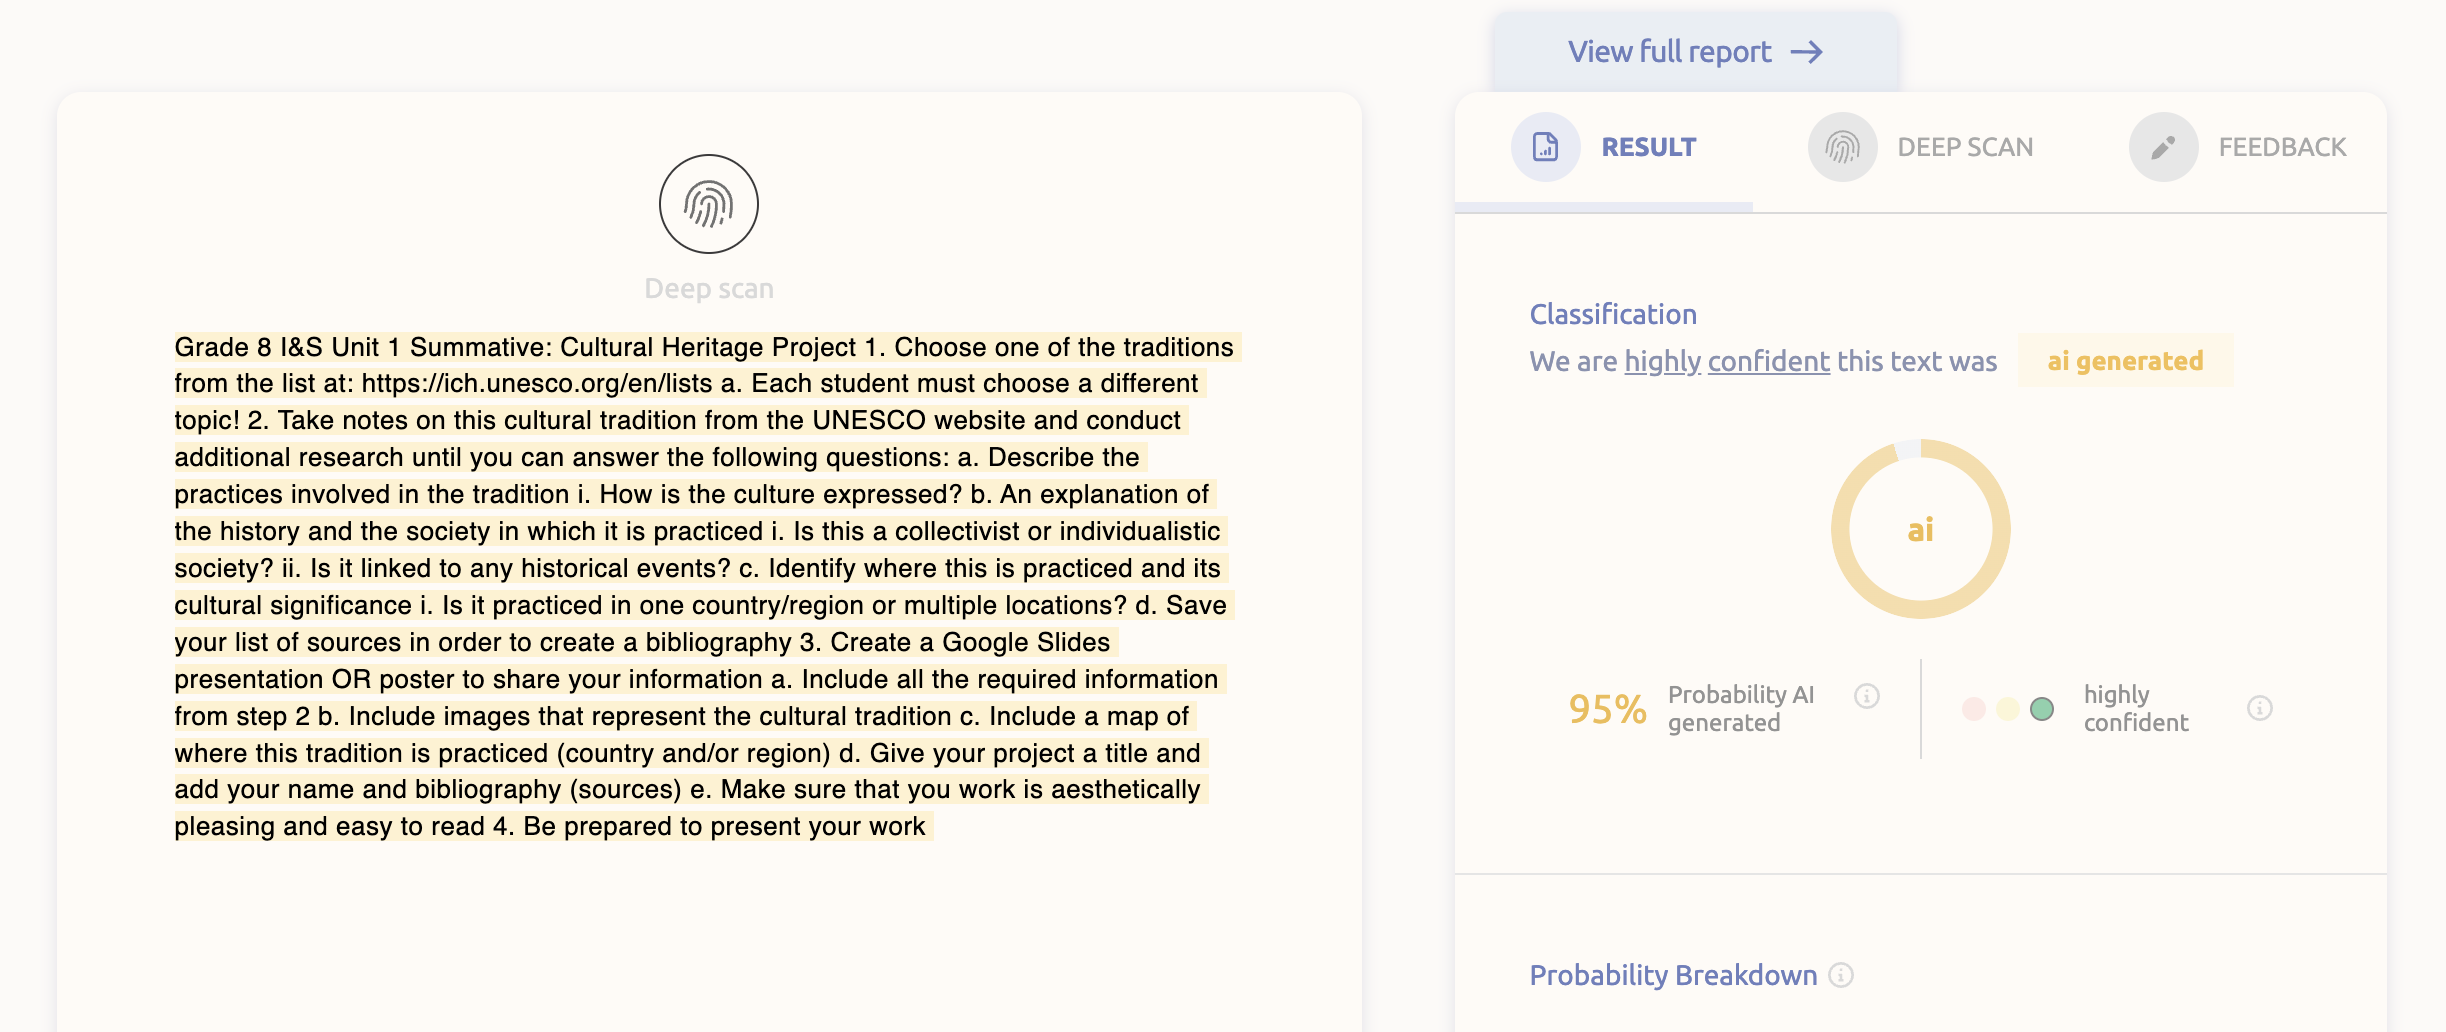 View full report →
RESULT
DEEP SCAN
FEEDBACK
Deep scan
Grade 8 I&S Unit 1 Summative: Cultural Heritage Project 1. Choose one of the traditions
from the list at: https://ich.unesco.org/en/lists a. Each student must choose a different
topic! 2. Take notes on this cultural tradition from the UNESCO website and conduct
additional research until you can answer the following questions: a. Describe the
practices involved in the tradition i. How is the culture expressed? b. An explanation of
the history and the society in which it is practiced i. Is this a collectivist or individualistic
society? ii. Is it linked to any historical events? c. Identify where this is practiced and its
cultural significance i. Is it practiced in one country/region or multiple locations? d. Save
your list of sources in order to create a bibliography 3. Create a Google Slides
presentation OR poster to share your information a. Include all the required information
from step 2 b. Include images that represent the cultural tradition c. Include a map of
where this tradition is practiced (country and/or region) d. Give your project a title and
add your name and bibliography (sources) e. Make sure that you work is aesthetically
pleasing and easy to read 4. Be prepared to present your work
Classification
We are highly confident this text was ai generated
ai
95%
Probability AI
generated
highly
confident
Probability Breakdown